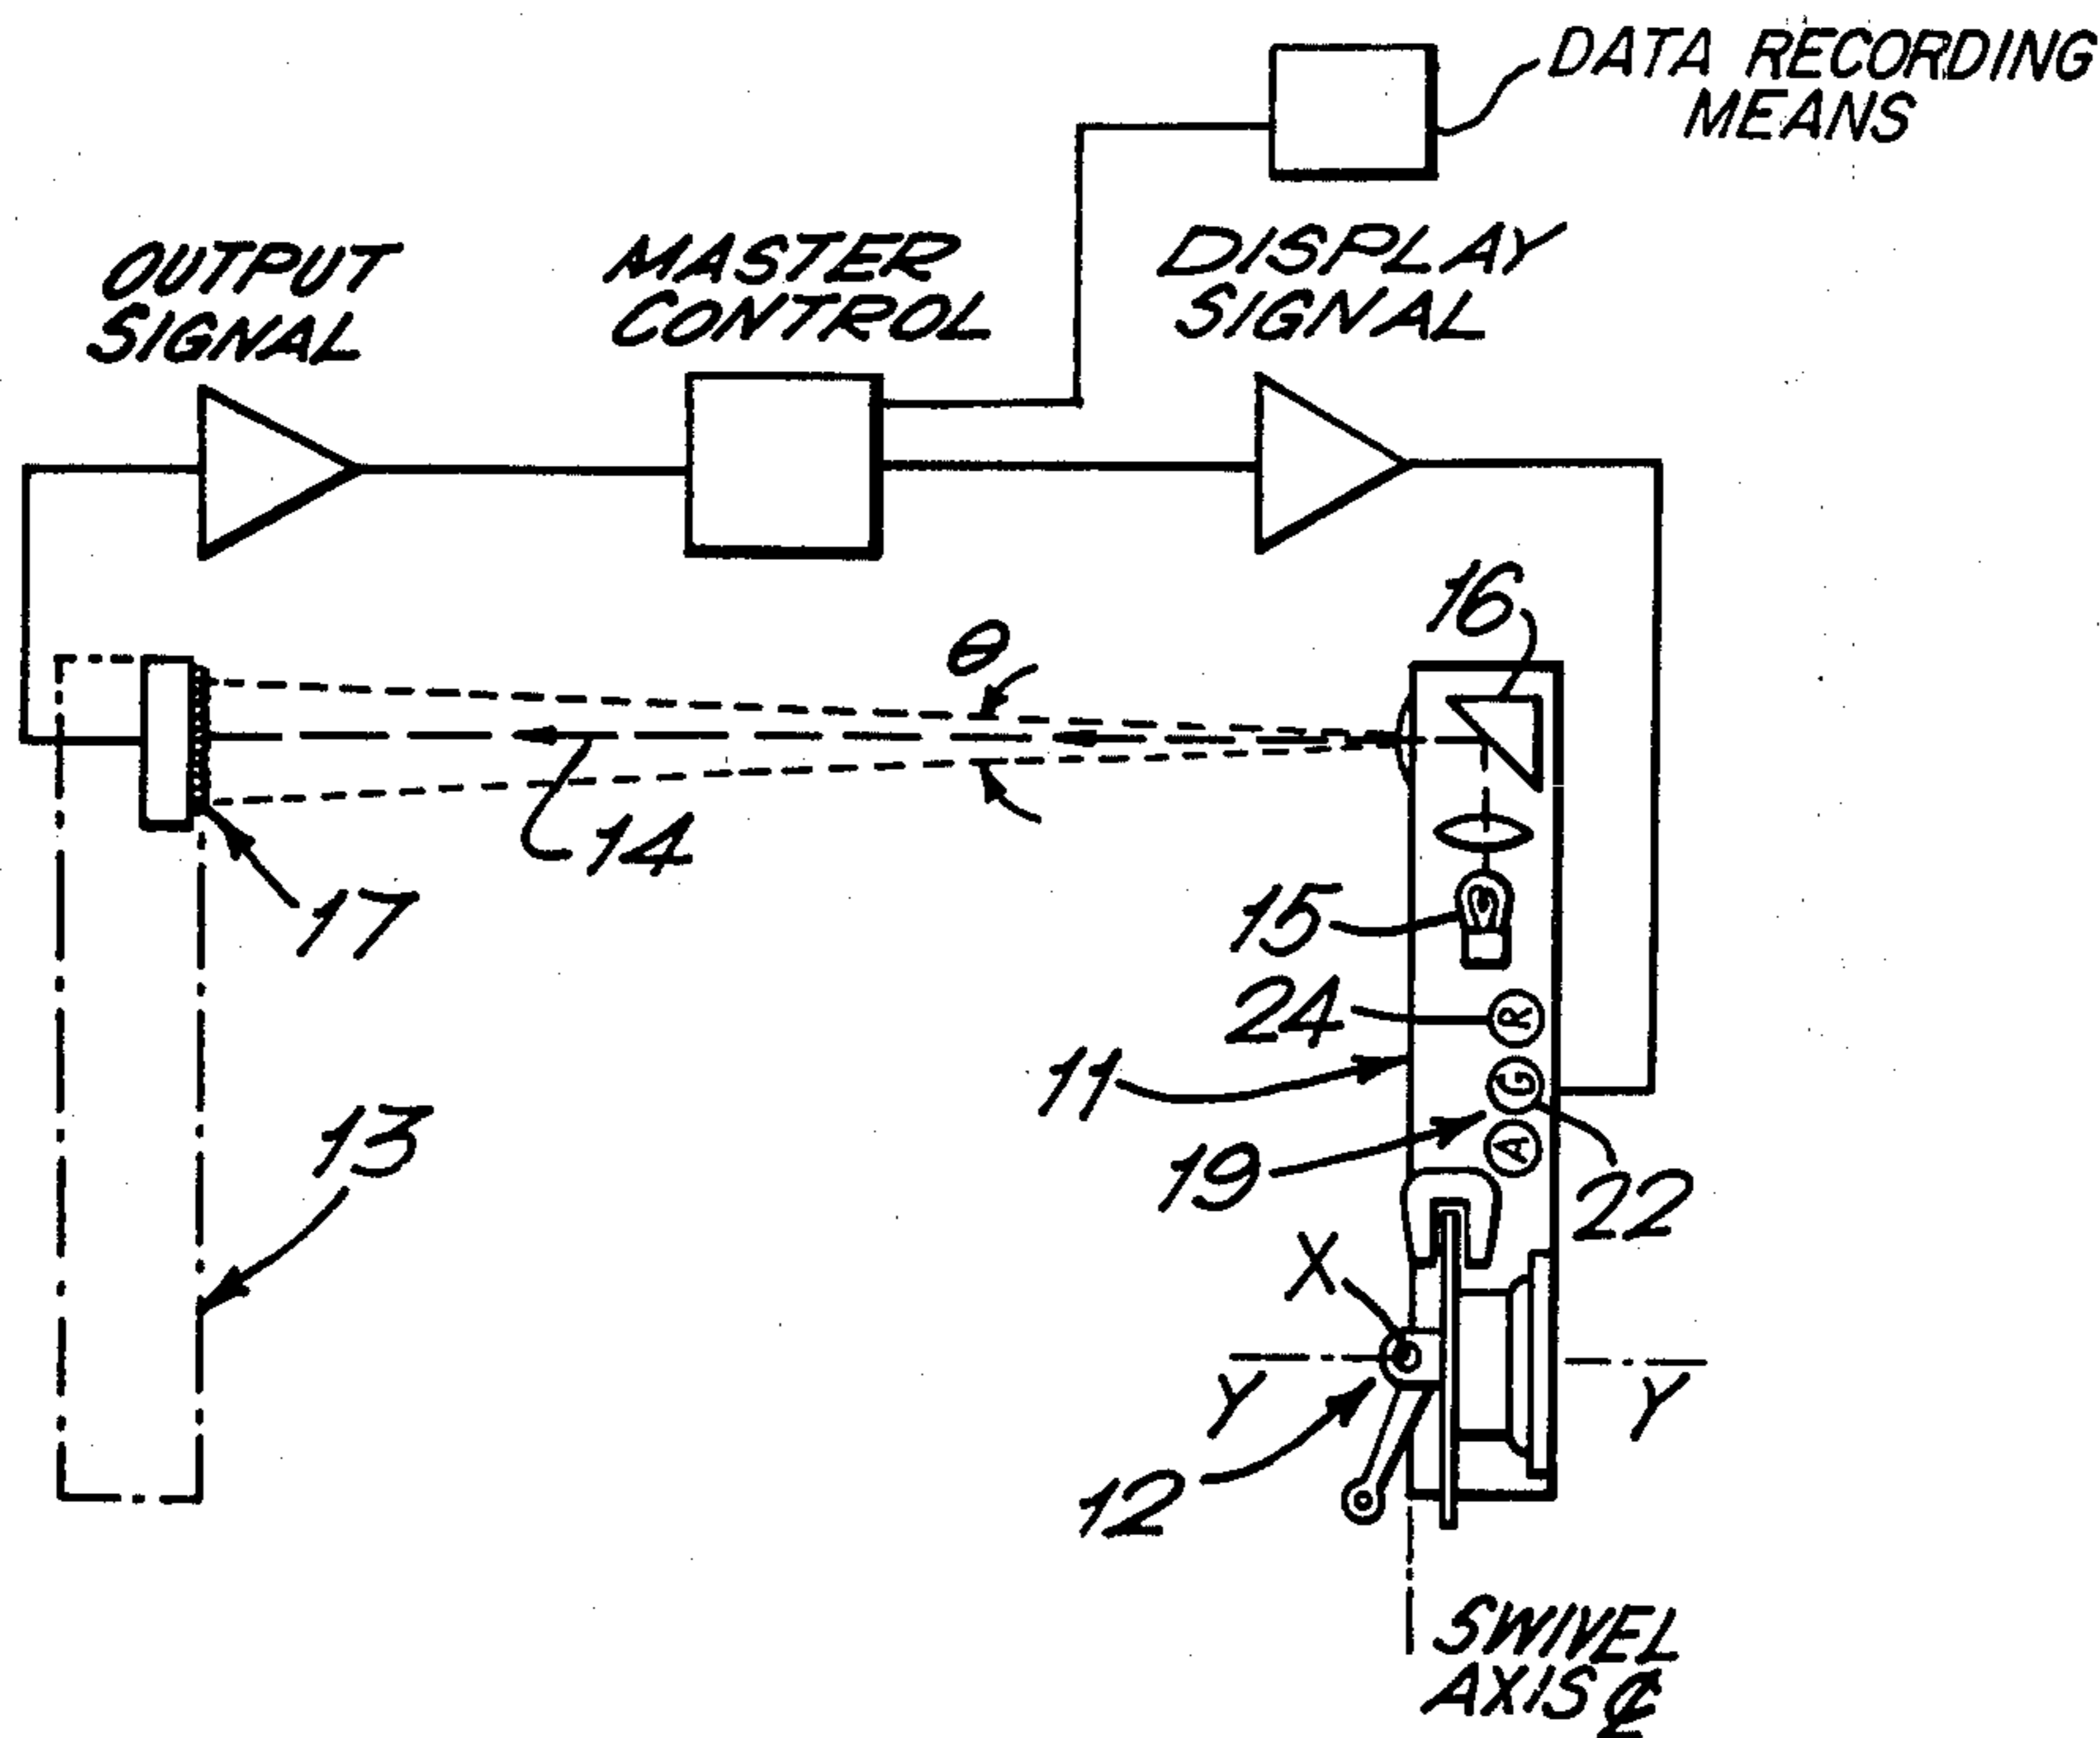 DATA RECORDING
MEANS
OUTPUT
SIGNAL
MASTER
CONTROL
DISPLAY
SIGNAL
16
θ
14
17
15
24
R
11
G
13
19
A
22
X
Y
Y
12
SWIVEL
AXIS ℄